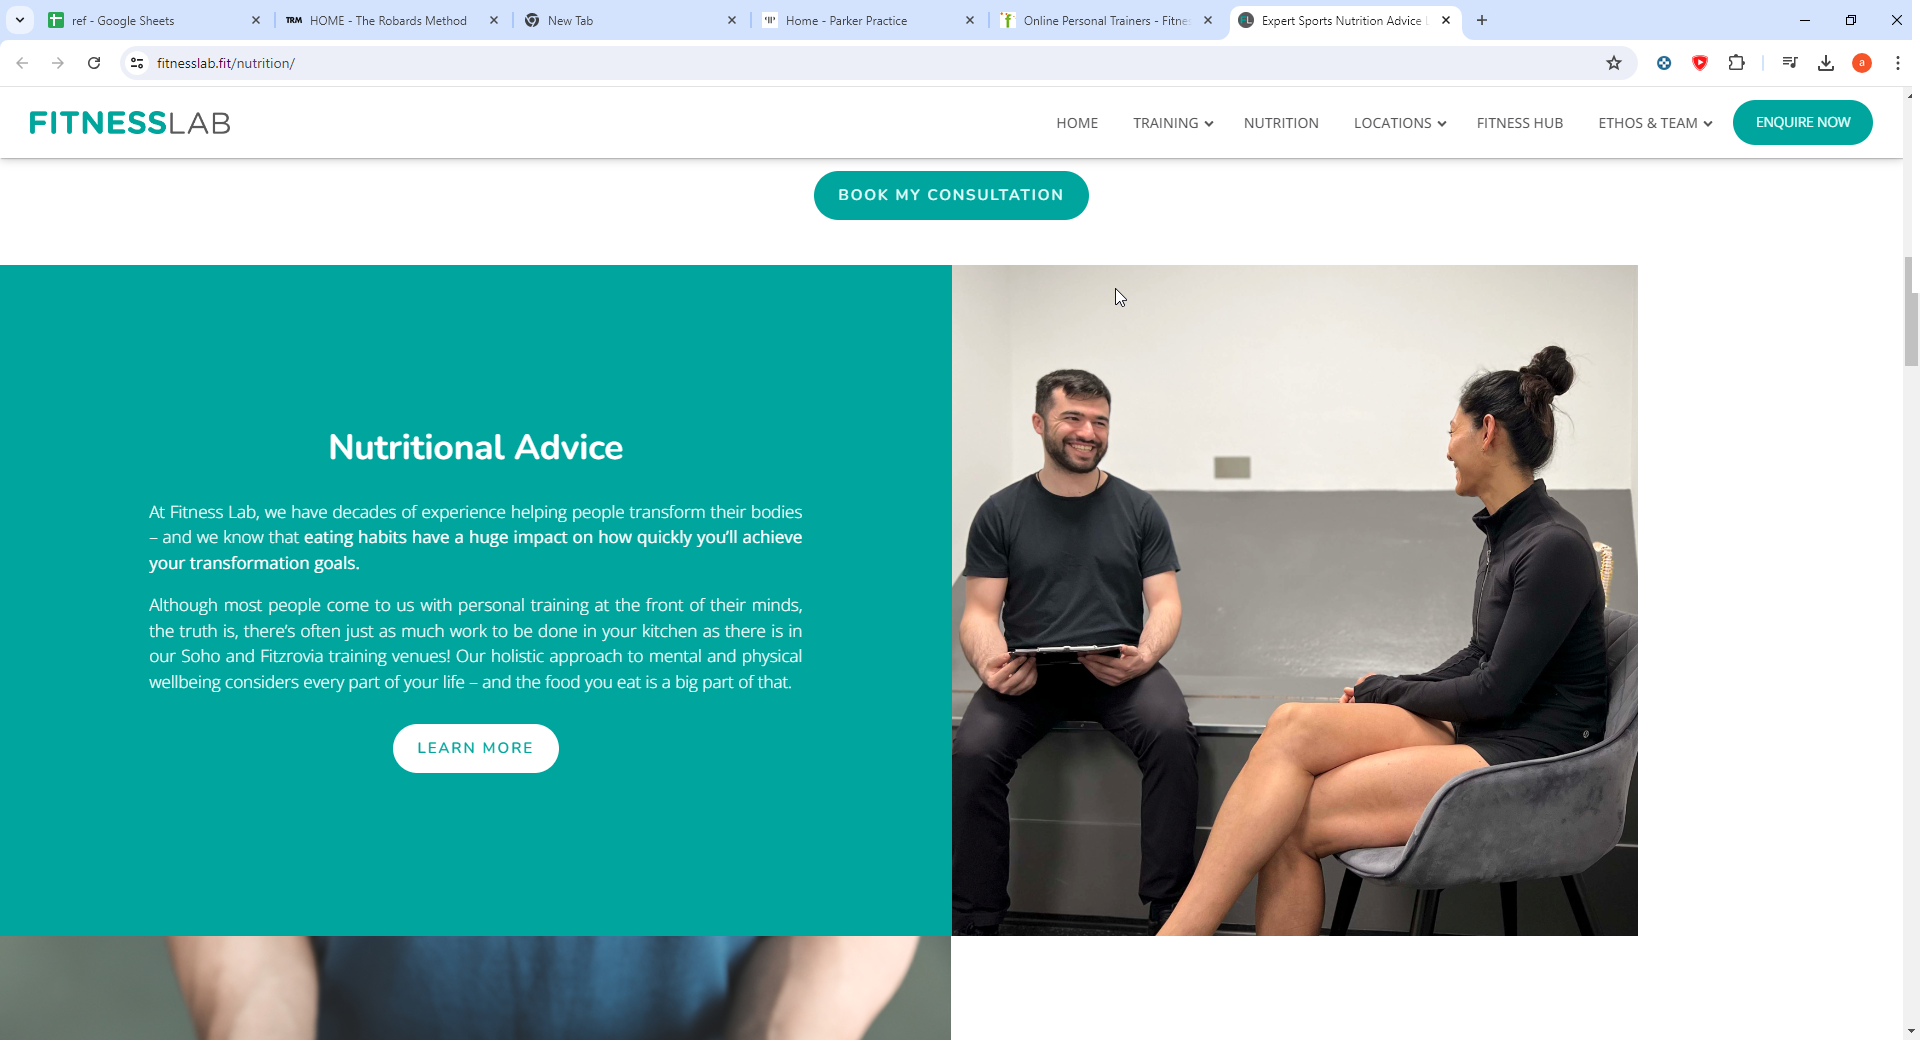 ref - Google Sheets
TRM HOME - The Robards Method
New Tab
Home - Parker Practice
Online Personal Trainers - Fitne
Expert Sports Nutrition Advice
fitnesslab.fit/nutrition/
a
FITNESSLAB
HOME
TRAINING
NUTRITION
LOCATIONS
FITNESS HUB
ETHOS & TEAM
ENQUIRE NOW
BOOK MY CONSULTATION
Nutritional Advice
At Fitness Lab, we have decades of experience helping people transform their bodies
– and we know that eating habits have a huge impact on how quickly you’ll achieve
your transformation goals.
Although most people come to us with personal training at the front of their minds,
the truth is, there’s often just as much work to be done in your kitchen as there is in
our Soho and Fitzrovia training venues! Our holistic approach to mental and physical
wellbeing considers every part of your life – and the food you eat is a big part of that.
LEARN MORE